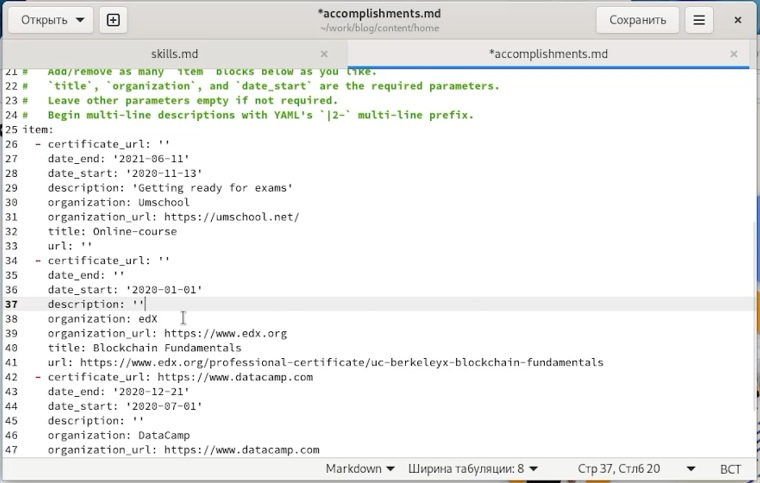 Открыть
*accomplishments.md
~/work/blog/content/home
Сохранить
skills.md
*accomplishments.md
21 #   Add/remove as many `item` blocks below as you like.
22 #   `title`, `organization`, and `date_start` are the required parameters.
23 #   Leave other parameters empty if not required.
24 #   Begin multi-line descriptions with YAML's `|2-` multi-line prefix.
25 item:
26   - certificate_url: ''
27     date_end: '2021-06-11'
28     date_start: '2020-11-13'
29     description: 'Getting ready for exams'
30     organization: Umschool
31     organization_url: https://umschool.net/
32     title: Online-course
33     url: ''
34   - certificate_url: ''
35     date_end: ''
36     date_start: '2020-01-01'
37     description: ''
38     organization: edX
39     organization_url: https://www.edx.org
40     title: Blockchain Fundamentals
41     url: https://www.edx.org/professional-certificate/uc-berkeleyx-blockchain-fundamentals
42   - certificate_url: https://www.datacamp.com
43     date_end: '2020-12-21'
44     date_start: '2020-07-01'
45     description: ''
46     organization: DataCamp
47     organization_url: https://www.datacamp.com
Markdown Ширина табуляции: 8 Стр 37, Стлб 20 ВСТ